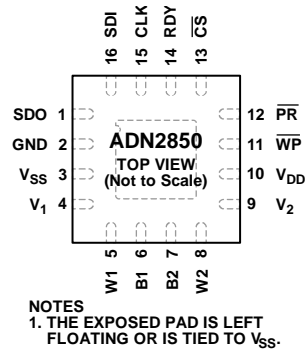 16 SDI
15 CLK
14 RDY
13 CS
SDO 1
GND 2
VSS 3
V1 4
ADN2850
TOP VIEW
(Not to Scale)
12 PR
11 WP
10 VDD
9 V2
W1 5
B1 6
B2 7
W2 8
NOTES
1. THE EXPOSED PAD IS LEFT
FLOATING OR IS TIED TO VSS.